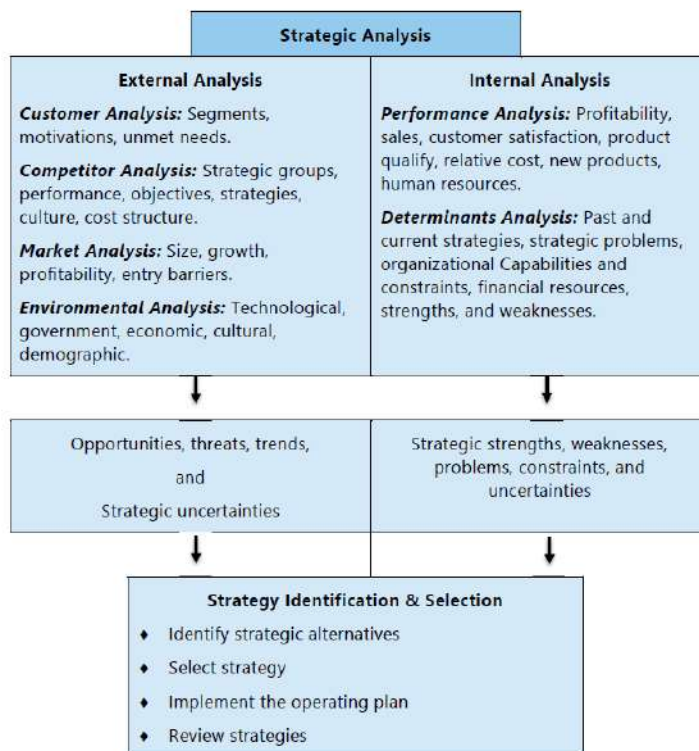 Strategic Analysis
External Analysis
Customer Analysis: Segments,
motivations, unmet needs.
Competitor Analysis: Strategic groups,
performance, objectives, strategies,
culture, cost structure.
Market Analysis: Size, growth,
profitability, entry barriers.
Environmental Analysis: Technological,
government, economic, cultural,
demographic.
Internal Analysis
Performance Analysis: Profitability,
sales, customer satisfaction, product
qualify, relative cost, new products,
human resources.
Determinants Analysis: Past and
current strategies, strategic problems,
organizational Capabilities and
constraints, financial resources,
strengths, and weaknesses.
Opportunities, threats, trends,
and
Strategic uncertainties
Strategic strengths, weaknesses,
problems, constraints, and
uncertainties
Strategy Identification & Selection
♦ Identify strategic alternatives
♦ Select strategy
♦ Implement the operating plan
♦ Review strategies